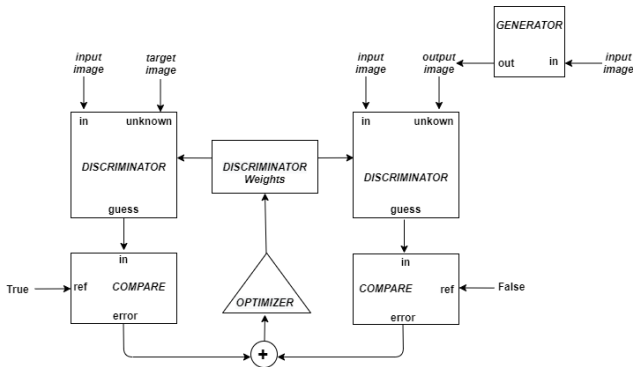 GENERATOR
out
in
input
image
input
image
target
image
input
image
output
image
in
unknown
DISCRIMINATOR
guess
DISCRIMINATOR
Weights
in
unkown
DISCRIMINATOR
guess
in
True
ref
COMPARE
error
OPTIMIZER
in
COMPARE
ref
False
error
+